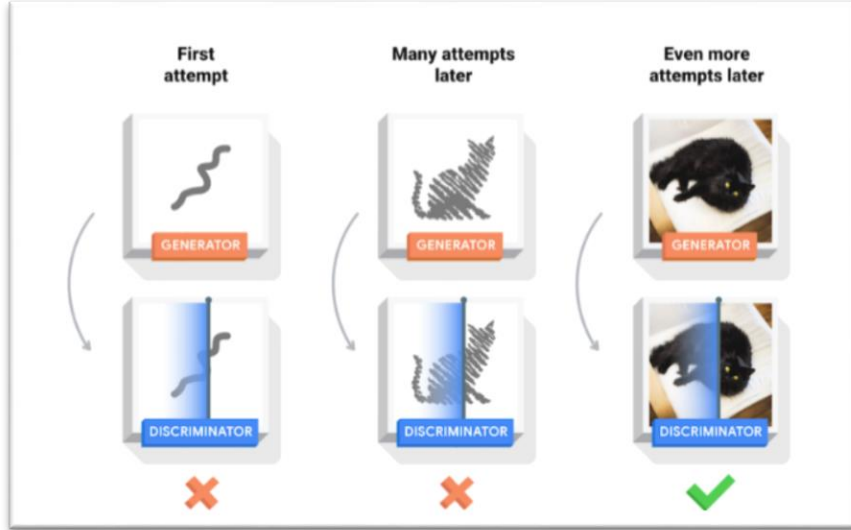 First
attempt
Many attempts
later
Even more
attempts later
GENERATOR
GENERATOR
GENERATOR
DISCRIMINATOR
DISCRIMINATOR
DISCRIMINATOR